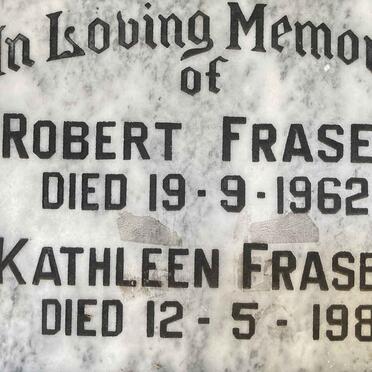 In Loving Memo
of
ROBERT FRASE
DIED 19-9-1962
KATHLEEN FRASE
DIED 12-5-198